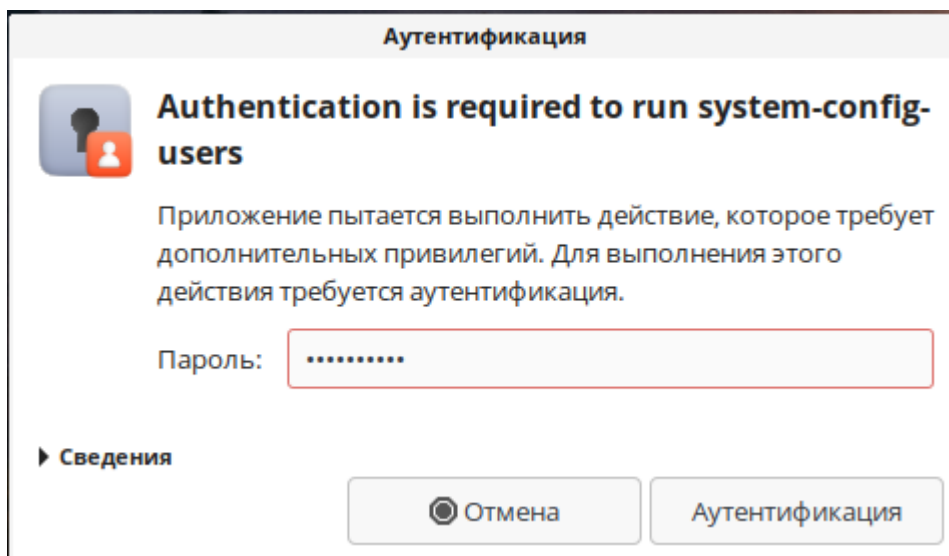 Аутентификация
Authentication is required to run system-config-
users
Приложение пытается выполнить действие, которое требует
дополнительных привилегий. Для выполнения этого
действия требуется аутентификация.
Пароль: ••••••••••
Сведения
Отмена Аутентификация